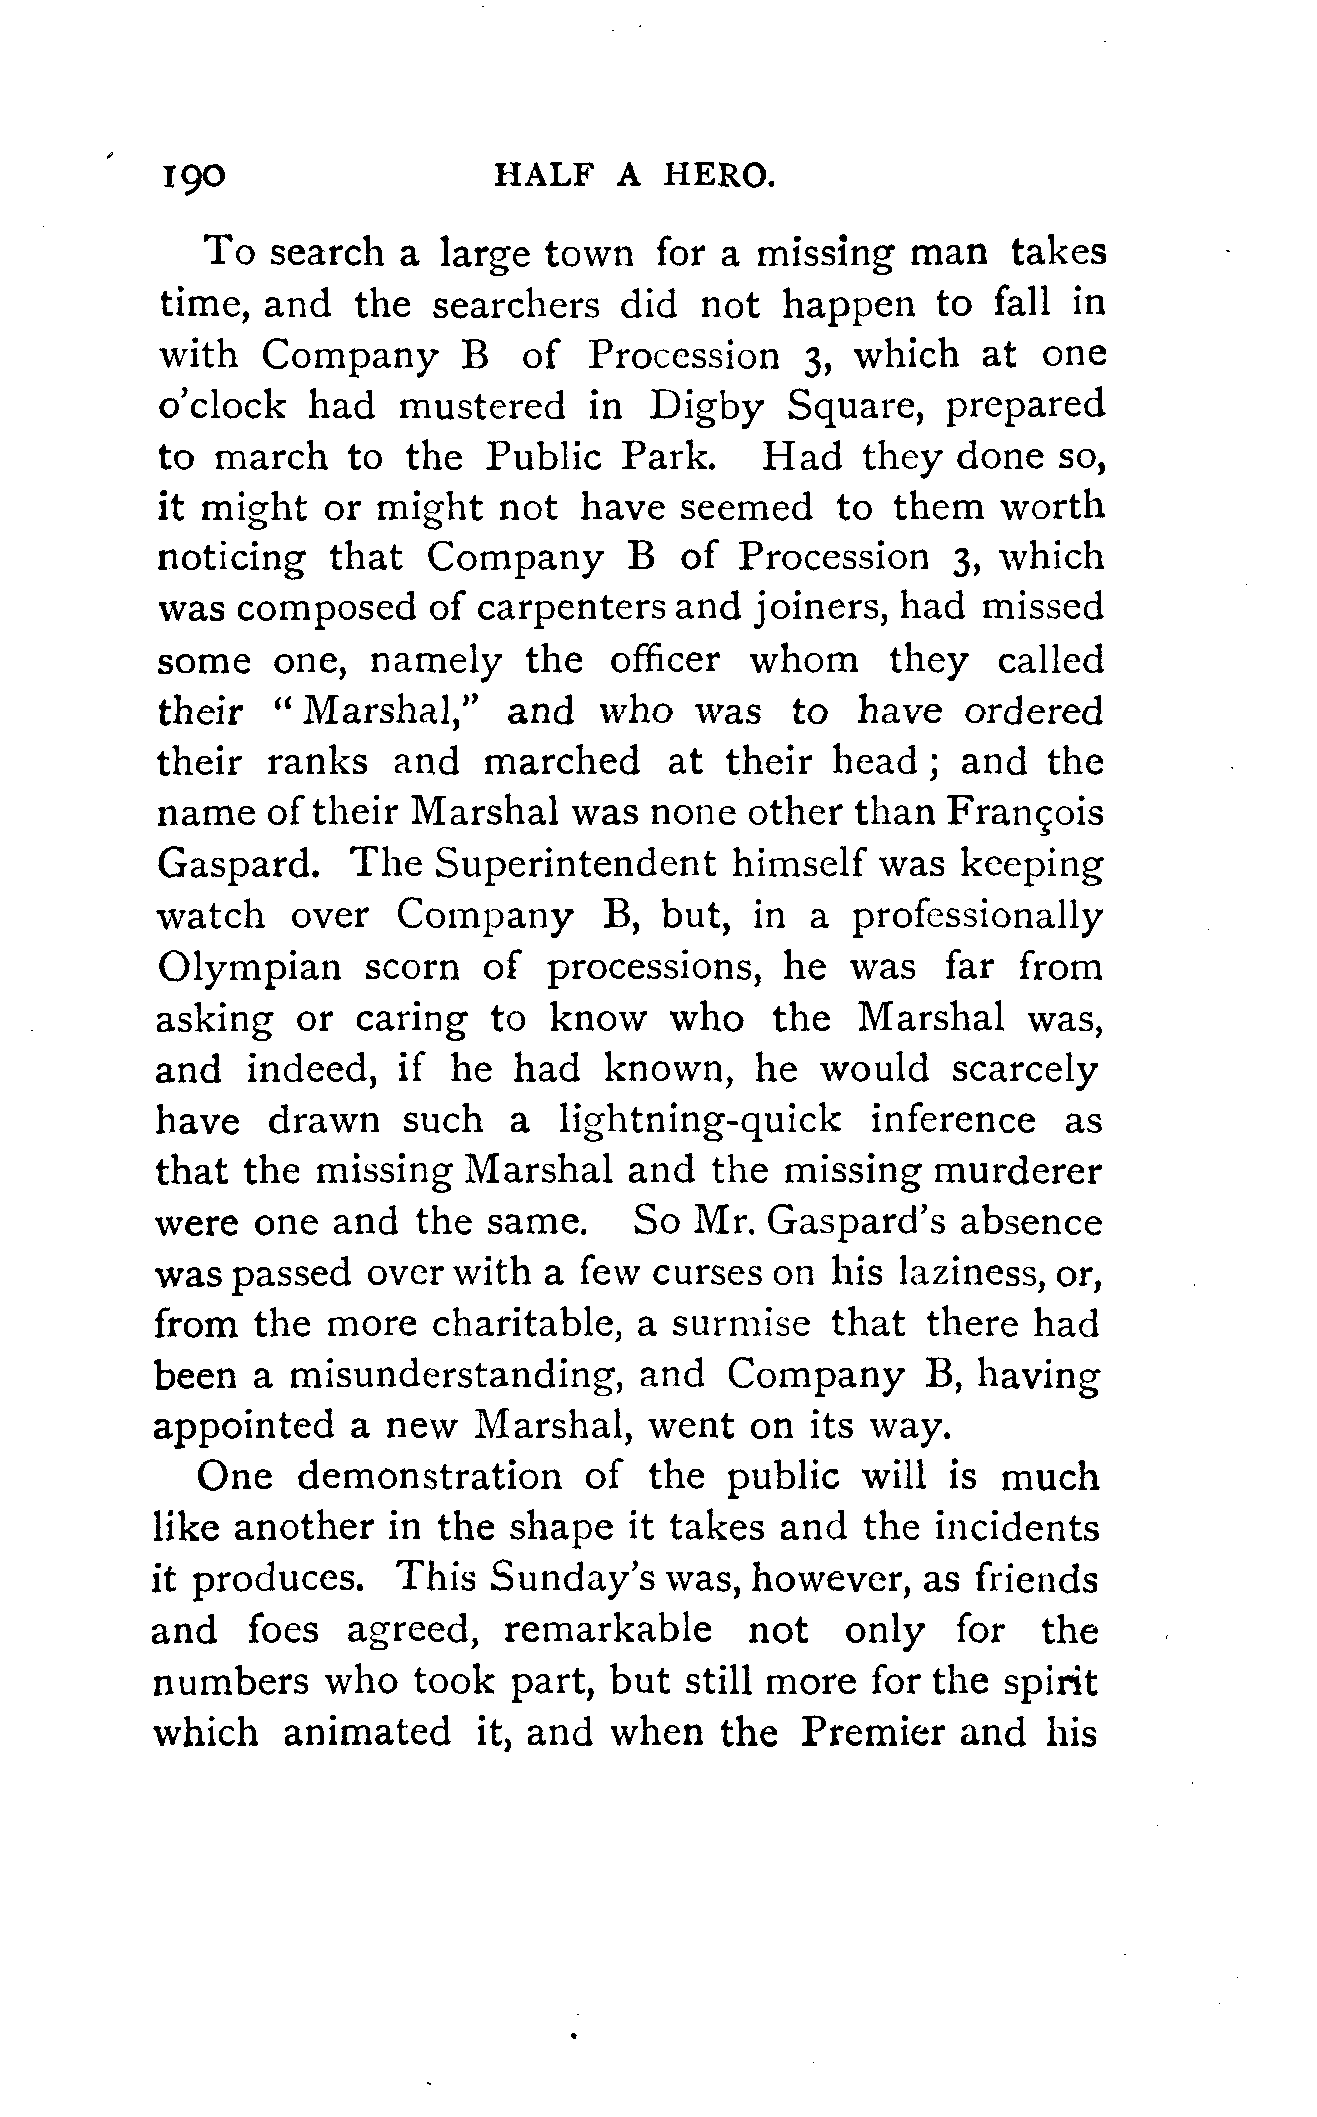 190 HALF A HERO.
To search a large town for a missing man takes
time, and the searchers did not happen to fall in
with Company B of Procession 3, which at one
o'clock had mustered in Digby Square, prepared
to march to the Public Park. Had they done so,
it might or might not have seemed to them worth
noticing that Company B of Procession 3, which
was composed of carpenters and joiners, had missed
some one, namely the officer whom they called
their “Marshal,” and who was to have ordered
their ranks and marched at their head ; and the
name of their Marshal was none other than François
Gaspard. The Superintendent himself was keeping
watch over Company B, but, in a professionally
Olympian scorn of processions, he was far from
asking or caring to know who the Marshal was,
and indeed, if he had known, he would scarcely
have drawn such a lightning-quick inference as
that the missing Marshal and the missing murderer
were one and the same. So Mr. Gaspard's absence
was passed over with a few curses on his laziness, or,
from the more charitable, a surmise that there had
been a misunderstanding, and Company B, having
appointed a new Marshal, went on its way.
One demonstration of the public will is much
like another in the shape it takes and the incidents
it produces. This Sunday's was, however, as friends
and foes agreed, remarkable not only for the
numbers who took part, but still more for the spirit
which animated it, and when the Premier and his